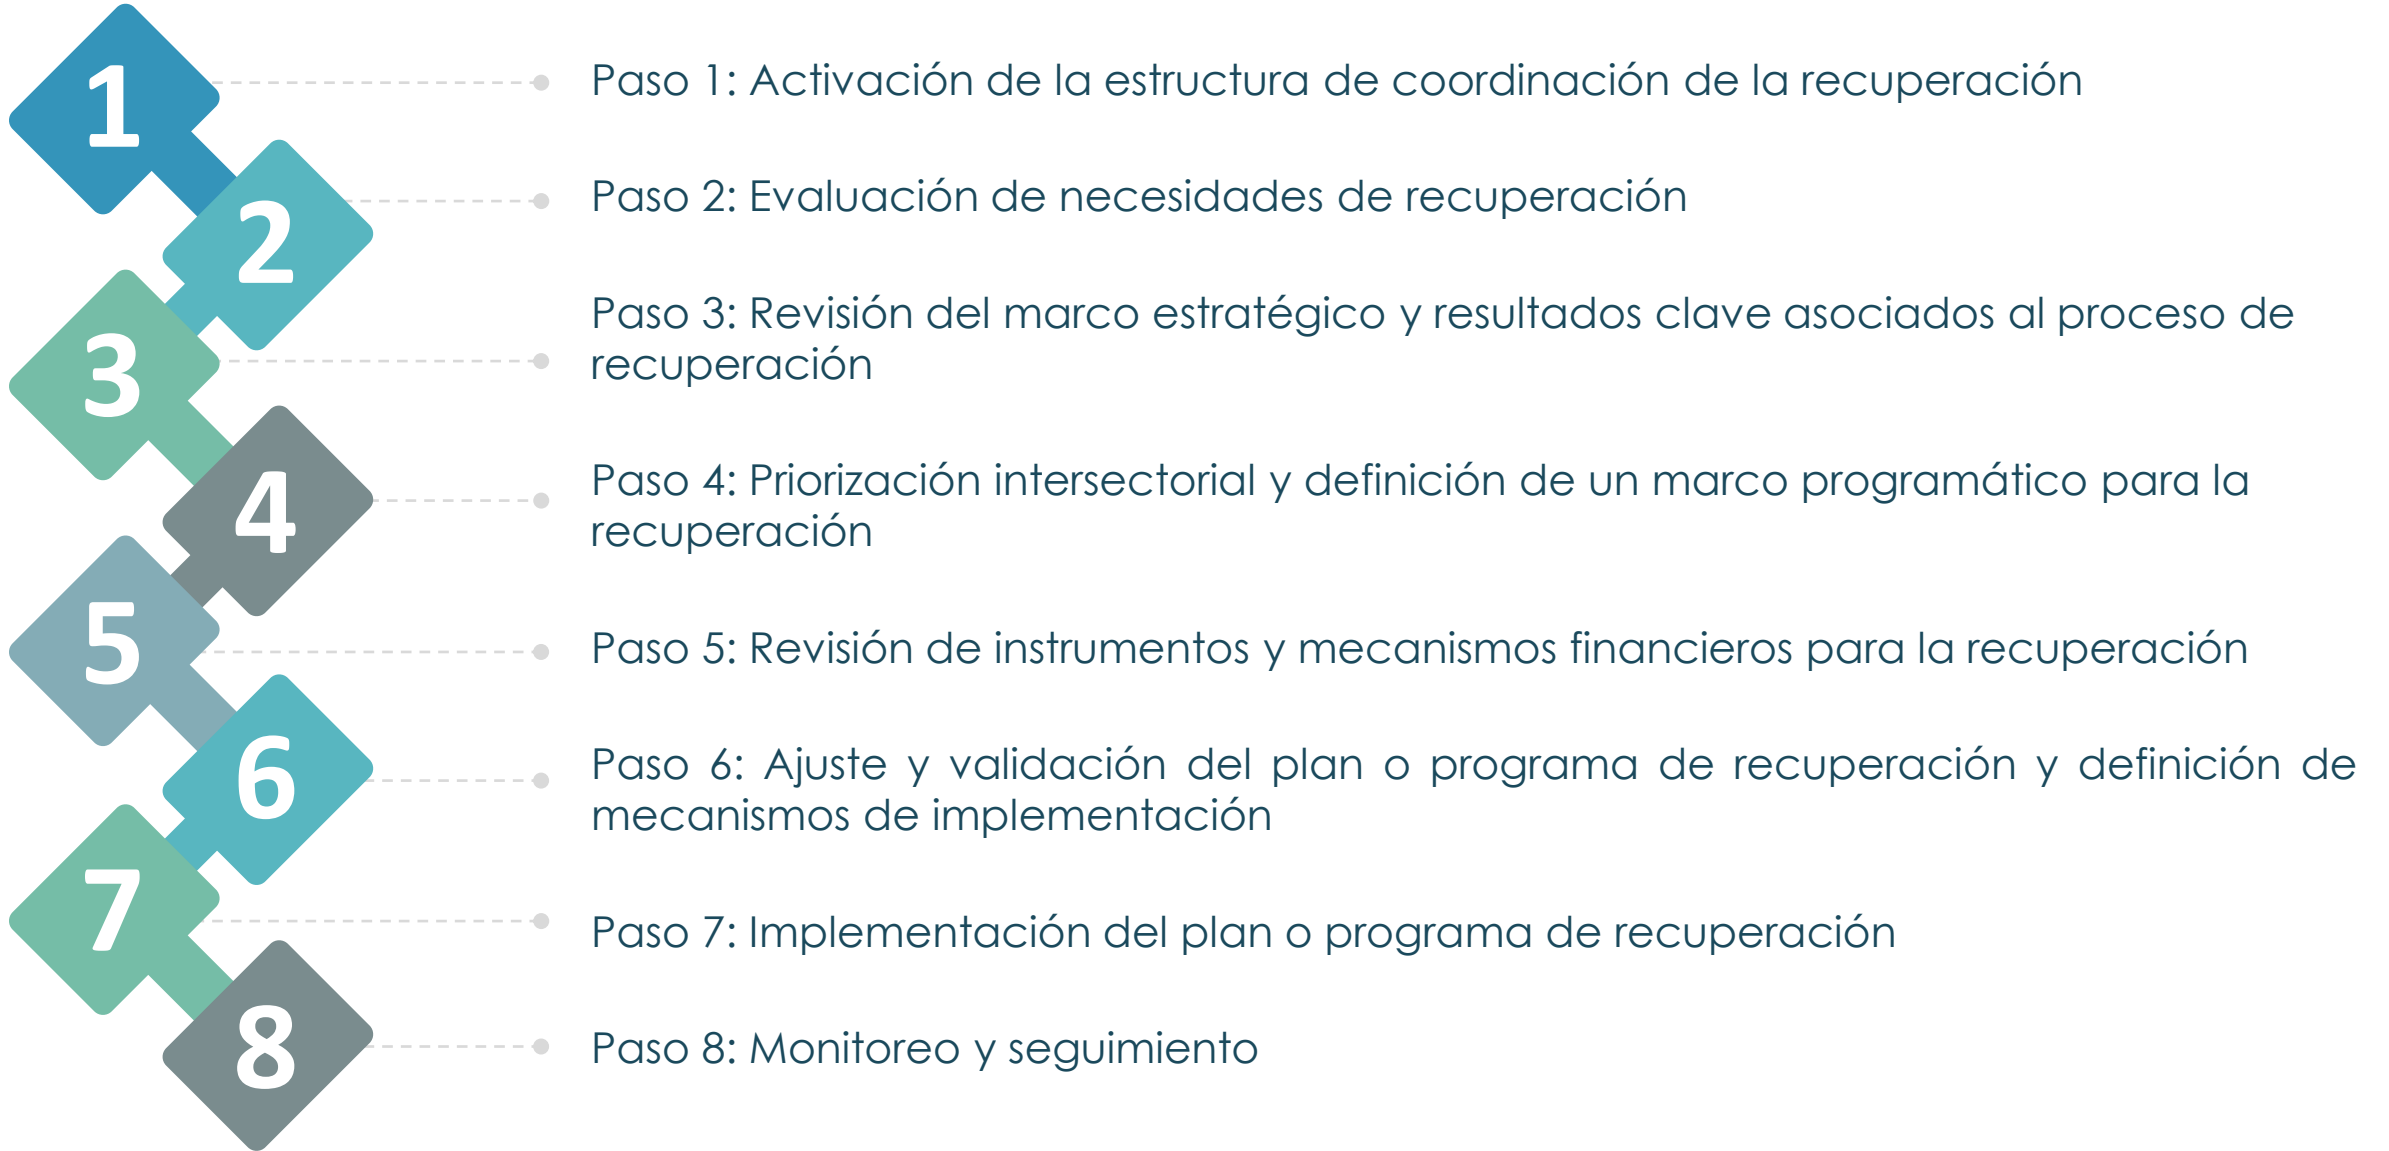 1
Paso 1: Activación de la estructura de coordinación de la recuperación
2
Paso 2: Evaluación de necesidades de recuperación
3
Paso 3: Revisión del marco estratégico y resultados clave asociados al proceso de
recuperación
4
Paso 4: Priorización intersectorial y definición de un marco programático para la
recuperación
5
Paso 5: Revisión de instrumentos y mecanismos financieros para la recuperación
6
Paso 6: Ajuste y validación del plan o programa de recuperación y definición de
mecanismos de implementación
7
Paso 7: Implementación del plan o programa de recuperación
8
Paso 8: Monitoreo y seguimiento